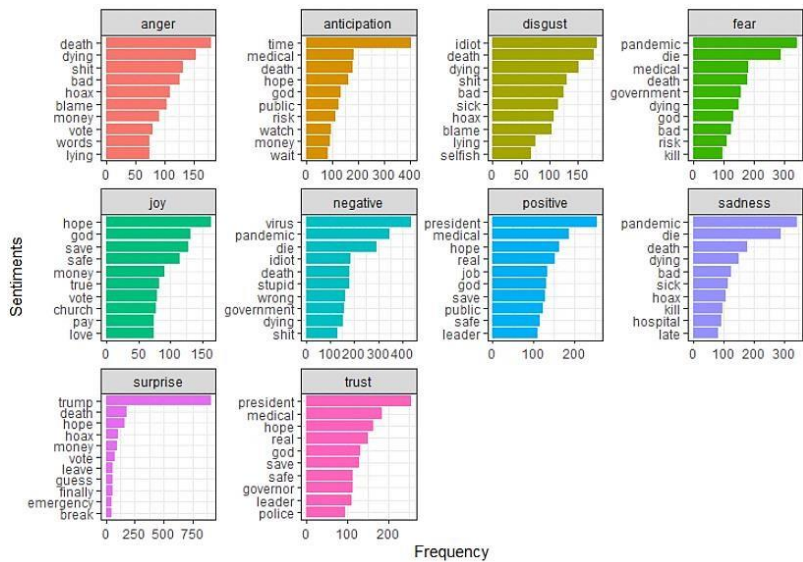 anger
death
dying
shit
bad
hoax
blame
money
vote
words
lying
0 50 100 150
anticipation
time
medical
death
hope
god
public
risk
watch
money
wait
0 100 200 300 400
disgust
idiot
death
dying
shit
bad
sick
hoax
blame
lying
selfish
0 50 100 150
fear
pandemic
die
medical
death
government
dying
god
bad
risk
kill
0 100 200 300
joy
hope
god
save
safe
money
true
vote
church
pay
love
0 50 100 150
negative
virus
pandemic
die
idiot
death
stupid
wrong
government
dying
shit
0 100 200 300 400
positive
president
medical
hope
real
job
god
save
public
safe
leader
0 100 200
sadness
pandemic
die
death
dying
bad
sick
hoax
kill
hospital
late
0 100 200 300
surprise
trump
death
hope
hoax
money
vote
leave
guess
finally
emergency
break
0 250 500 750
trust
president
medical
hope
real
god
save
safe
governor
leader
police
0 100 200
Sentiments
Frequency